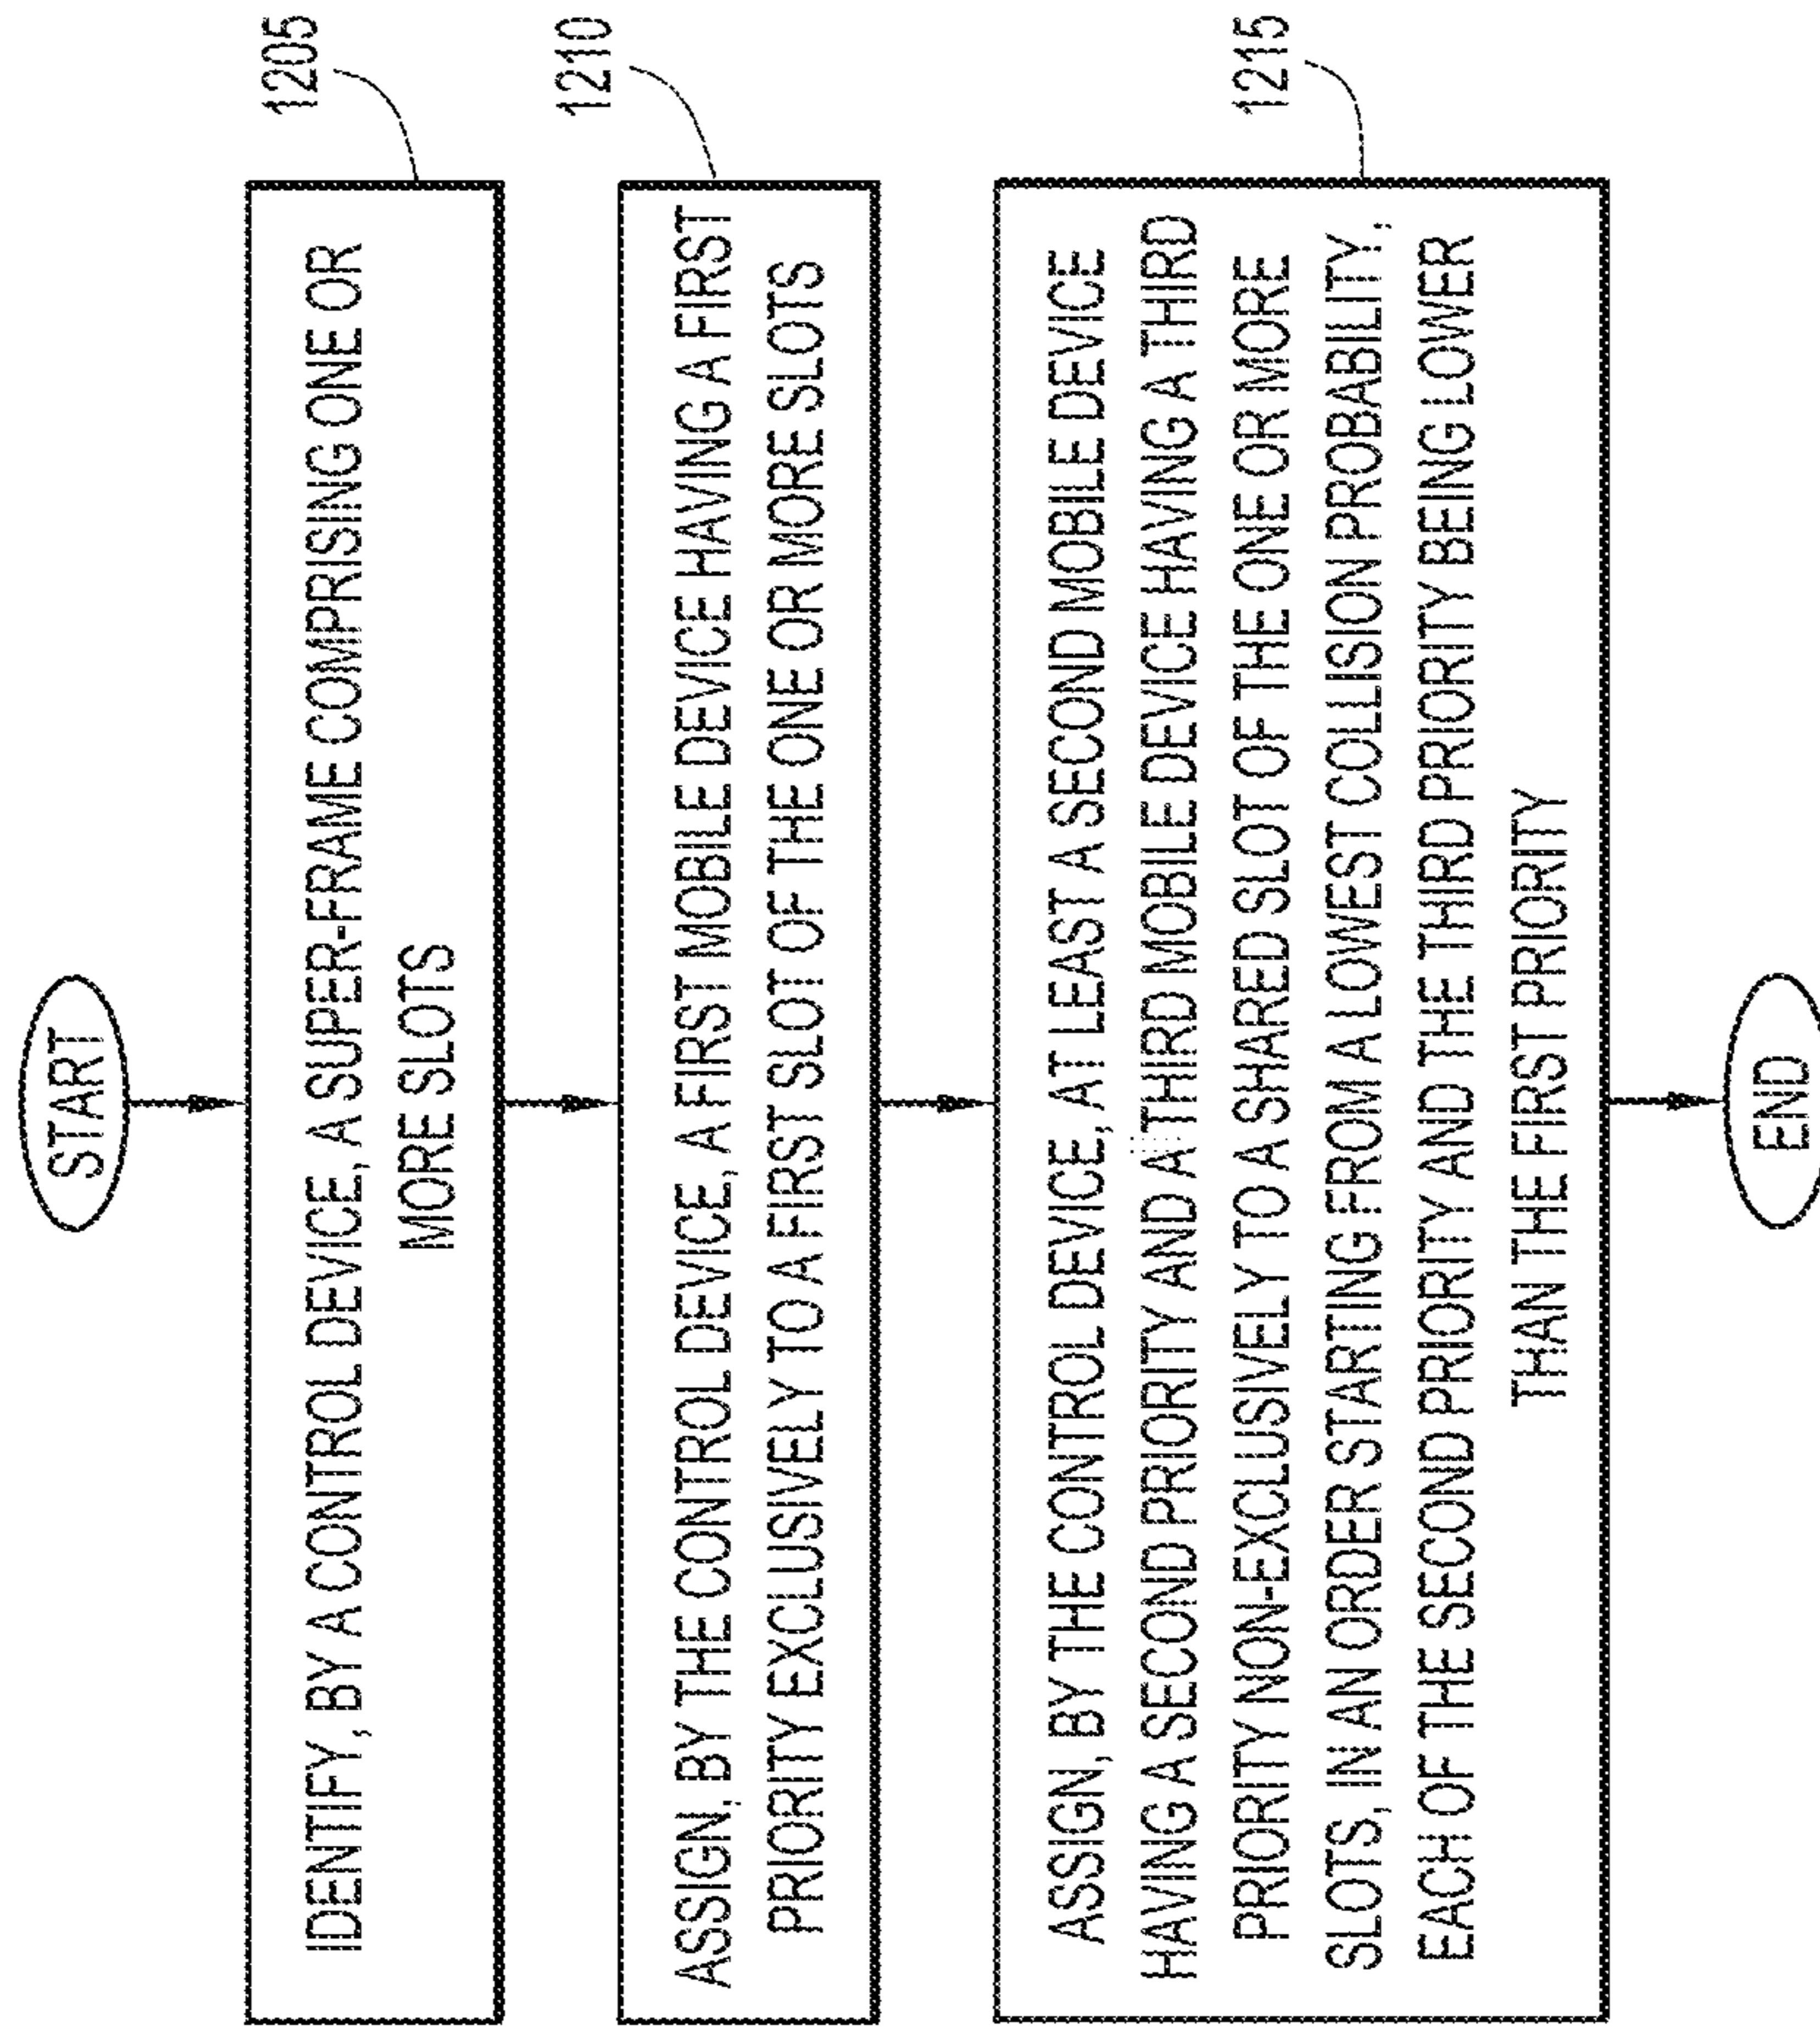 START
1205
IDENTIFY, BY A CONTROL DEVICE, A SUPER-FRAME COMPRISING ONE OR
MORE SLOTS
1210
ASSIGN, BY THE CONTROL DEVICE, A FIRST MOBILE DEVICE HAVING A FIRST
PRIORITY EXCLUSIVELY TO A FIRST SLOT OF THE ONE OR MORE SLOTS
1215
ASSIGN, BY THE CONTROL DEVICE, AT LEAST A SECOND MOBILE DEVICE
HAVING A SECOND PRIORITY AND A THIRD MOBILE DEVICE HAVING A THIRD
PRIORITY NON-EXCLUSIVELY TO A SHARED SLOT OF THE ONE OR MORE
SLOTS, IN AN ORDER STARTING FROM A LOWEST COLLISION PROBABILITY,
EACH OF THE SECOND PRIORITY AND THE THIRD PRIORITY BEING LOWER
THAN THE FIRST PRIORITY
END